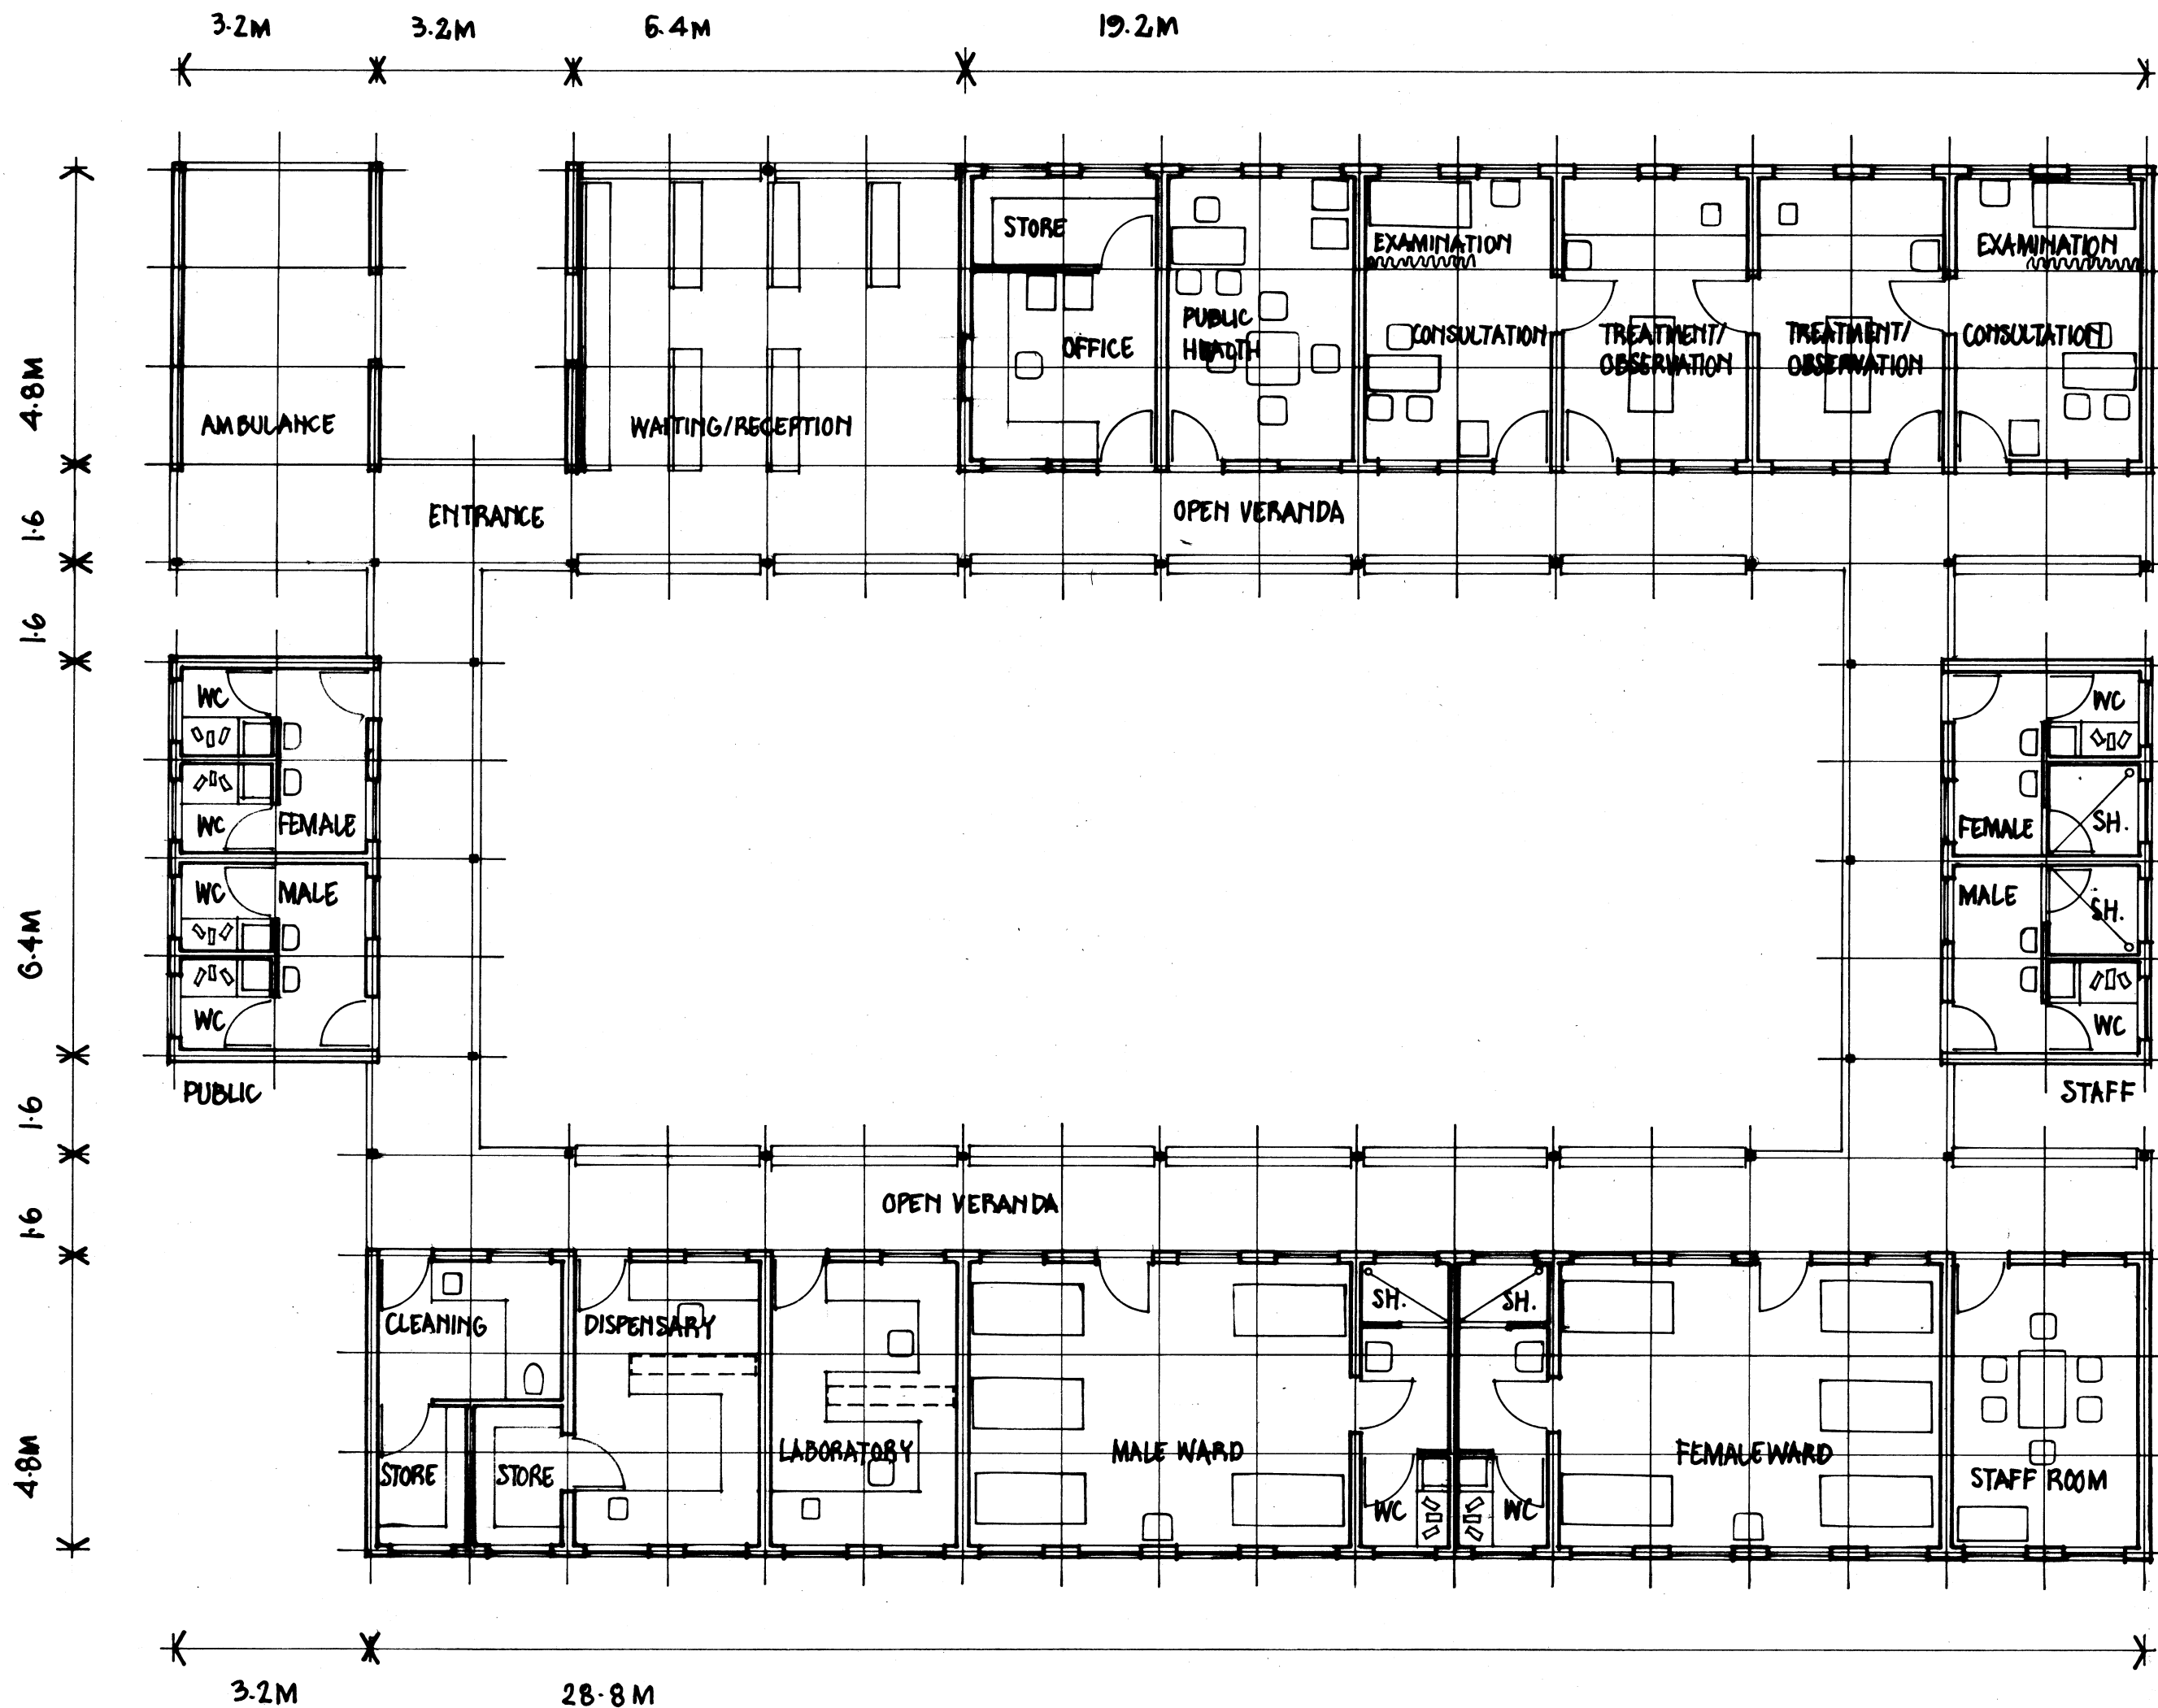 3.2M
3.2M
6.4M
19.2M
STORE
EXAMINATION
EXAMINATION
PUBLIC
HEALTH
OFFICE
CONSULTATION
TREATMENT/
OBSERVATION
TREATMENT/
OBSERVATION
CONSULTATION
4.8M
AMBULANCE
WAITING/RECEPTION
1.6
ENTRANCE
OPEN VERANDA
1.6
WC
WC
WC
FEMALE
FEMALE
SH.
WC
MALE
MALE
SH.
6.4M
WC
WC
PUBLIC
STAFF
1.6
1.6
OPEN VERANDA
CLEANING
DISPENSARY
SH.
SH.
4.8M
STORE
STORE
LABORATORY
MALE WARD
WC
WC
FEMALE WARD
STAFF ROOM
3.2M
28.8M